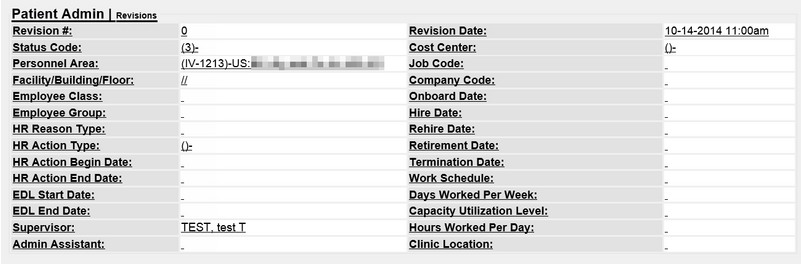 Patient Admin | Revisions
Revision #: 0 Revision Date: 10-14-2014 11:00am
Status Code: (3)- Cost Center: ()-
Personnel Area: (IV-1213)-US: Job Code: -
Facility/Building/Floor: // Company Code: -
Employee Class: - Onboard Date: -
Employee Group: - Hire Date: -
HR Reason Type: - Rehire Date: -
HR Action Type: ()- Retirement Date: -
HR Action Begin Date: - Termination Date: -
HR Action End Date: - Work Schedule: -
EDL Start Date: - Days Worked Per Week: -
EDL End Date: - Capacity Utilization Level: -
Supervisor: TEST, test T Hours Worked Per Day: -
Admin Assistant: - Clinic Location: -